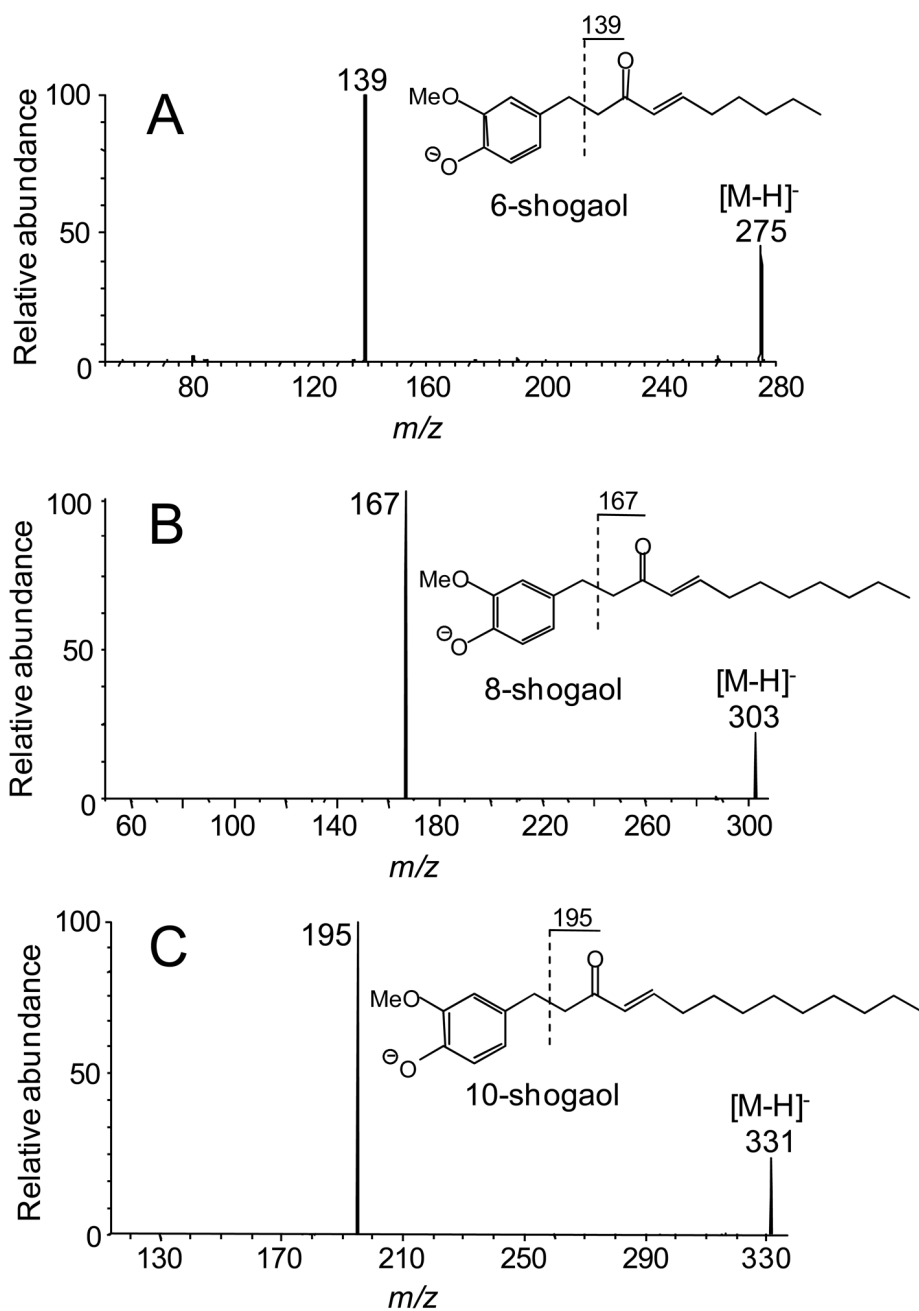 139
139
100
A
MeO
O
⊖
O
6-shogaol
[M-H]-
275
50
0
Relative abundance
80
120
160
200
240
280
m/z
167
100
167
B
O
MeO
⊖
O
8-shogaol
[M-H]-
303
50
0
Relative abundance
60
100
140
180
220
260
300
m/z
195
100
195
C
O
MeO
⊖
O
10-shogaol
[M-H]-
331
50
0
Relative abundance
130
170
210
250
290
330
m/z